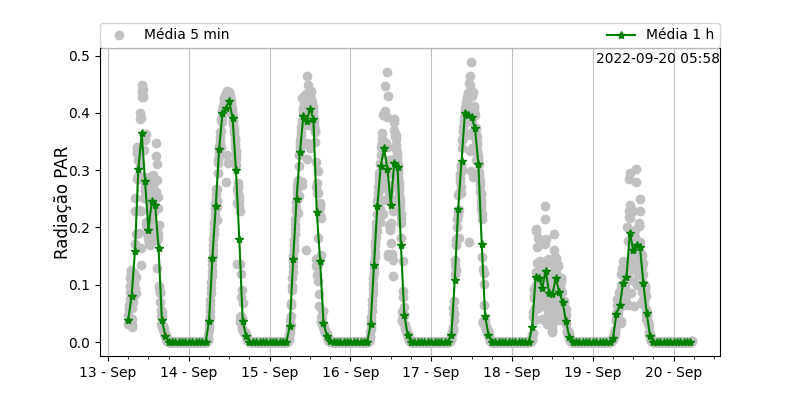 Média 5 min
Média 1 h
2022-09-20 05:58
Radiação PAR
0.5
0.4
0.3
0.2
0.1
0.0
13 - Sep
14 - Sep
15 - Sep
16 - Sep
17 - Sep
18 - Sep
19 - Sep
20 - Sep